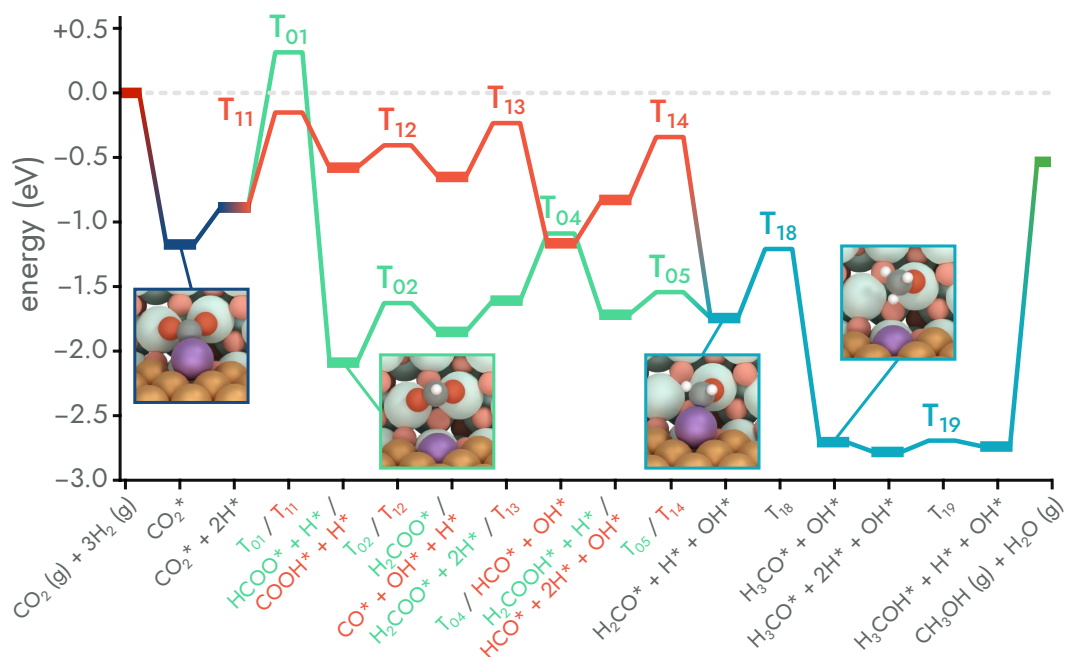 +0.5
0.0
−0.5
−1.0
−1.5
−2.0
−2.5
−3.0
energy (eV)
T₀₁
T₁₁
T₁₂
T₁₃
T₁₄
T₀₂
T₀₄
T₀₅
T₁₈
T₁₉
CO₂ (g) + 3H₂ (g)
CO₂*
CO₂* + 2H*
T₀₁ / T₁₁
HCOO* + H* /
COOH* + H*
T₀₂ / T₁₂
H₂COO* /
CO* + OH* + H*
H₂COO* + 2H* / T₁₃
T₀₄ / HCO* + OH*
H₂COOH* + H* /
HCO* + 2H* + OH*
T₀₅ / T₁₄
H₂CO* + H* + OH*
T₁₈
H₃CO* + OH*
H₃CO* + 2H* + OH*
T₁₉
H₃COH* + H* + OH*
CH₃OH (g) + H₂O (g)